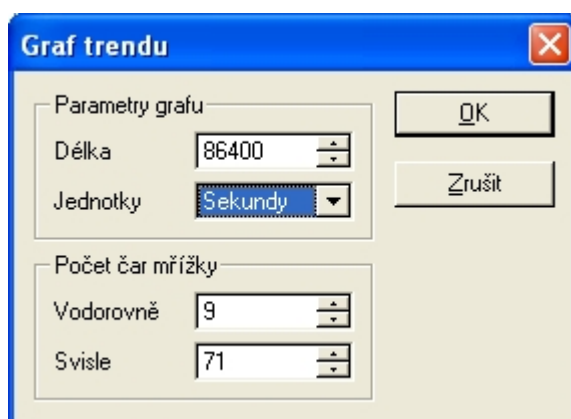 Graf trendu
Parametry grafu
Délka 86400
Jednotky Sekundy
OK
Zrušit
Počet čar mřížky
Vodorovně 9
Svisle 71